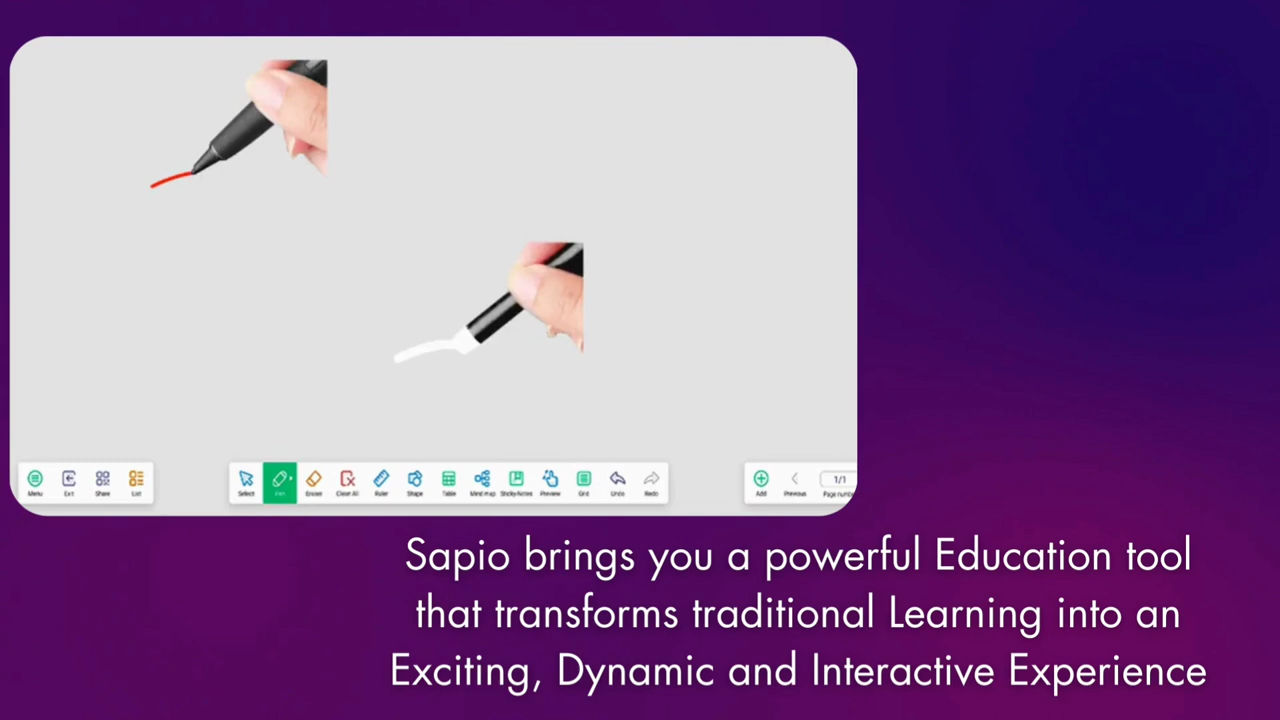 Menu Exit Share List Select Pen Eraser Clear All Ruler Shape Table Mind map Sticky Notes Preview Grid Undo Redo Add Previous 1/1
Sapio brings you a powerful Education tool
that transforms traditional Learning into an
Exciting, Dynamic and Interactive Experience